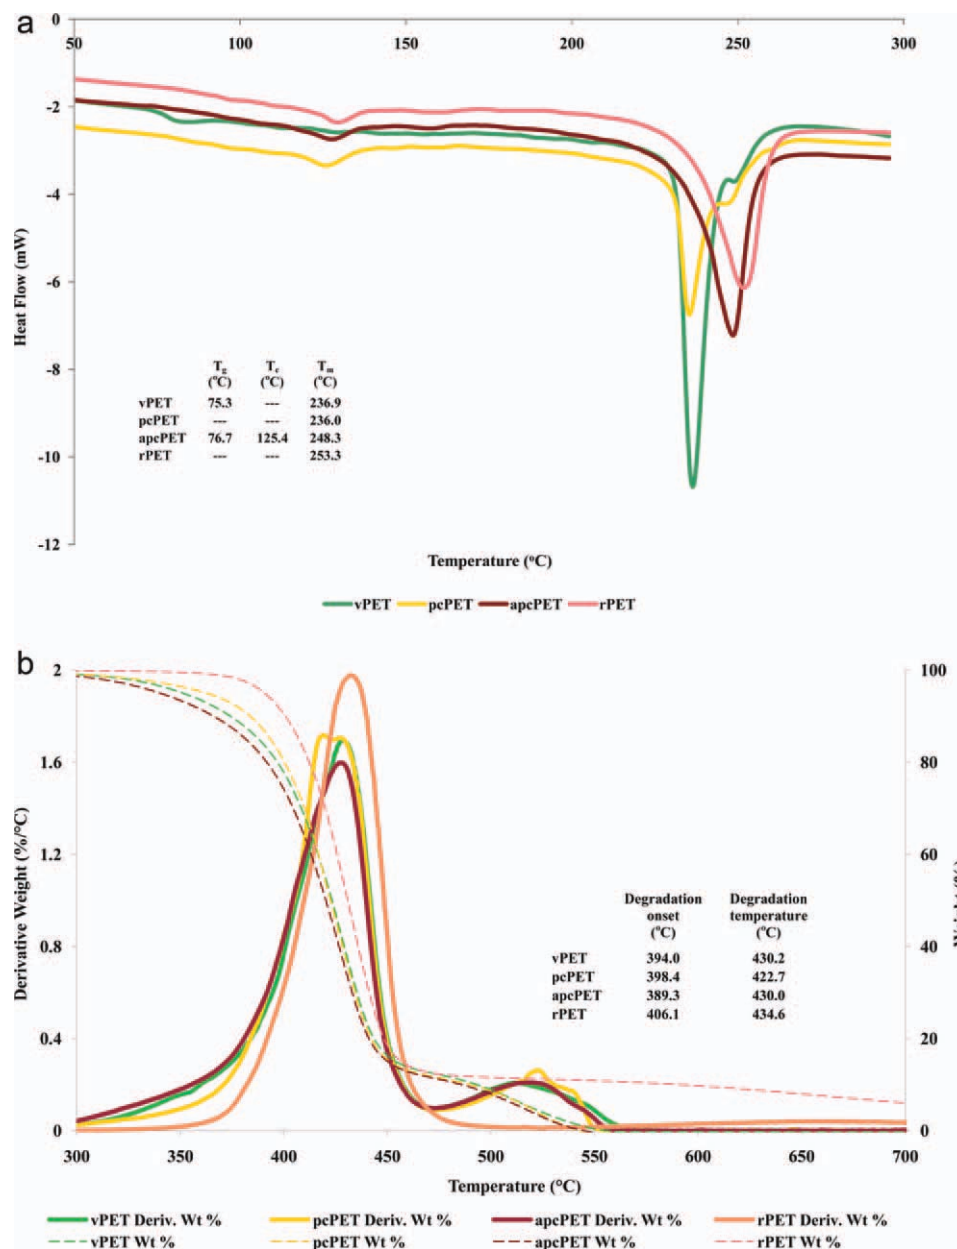 a
0
50 100 150 200 250 300
-2
-4
-6
-8
-10
-12
Heat Flow (mW)
Tg Tc Tm
(°C) (°C) (°C)
vPET 75.3 --- 236.9
pcPET --- --- 236.0
apcPET 76.7 125.4 248.3
rPET --- --- 253.3
Temperature (°C)
vPET pcPET apcPET rPET
b
2 100
1.6 80
1.2 60
0.8 40
0.4 20
0 0
Derivative Weight (%/°C)
Degradation Degradation
onset temperature
(°C) (°C)
vPET 394.0 430.2
pcPET 398.4 422.7
apcPET 389.3 430.0
rPET 406.1 434.6
300 350 400 450 500 550 600 650 700
Temperature (°C)
vPET Deriv. Wt % pcPET Deriv. Wt % apcPET Deriv. Wt % rPET Deriv. Wt %
vPET Wt % pcPET Wt % apcPET Wt % rPET Wt %